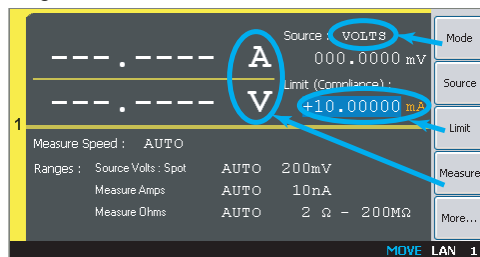 Source : VOLTS
---.---- A
000.0000 mV
Limit (Compliance) :
---.---- V
+10.00000 mA
1
Measure Speed : AUTO
Ranges : Source Volts : Spot AUTO 200mV
Measure Amps AUTO 10nA
Measure Ohms AUTO 2 Ω - 200MΩ
MOVE LAN 1
Mode
Source
Limit
Measure
More...